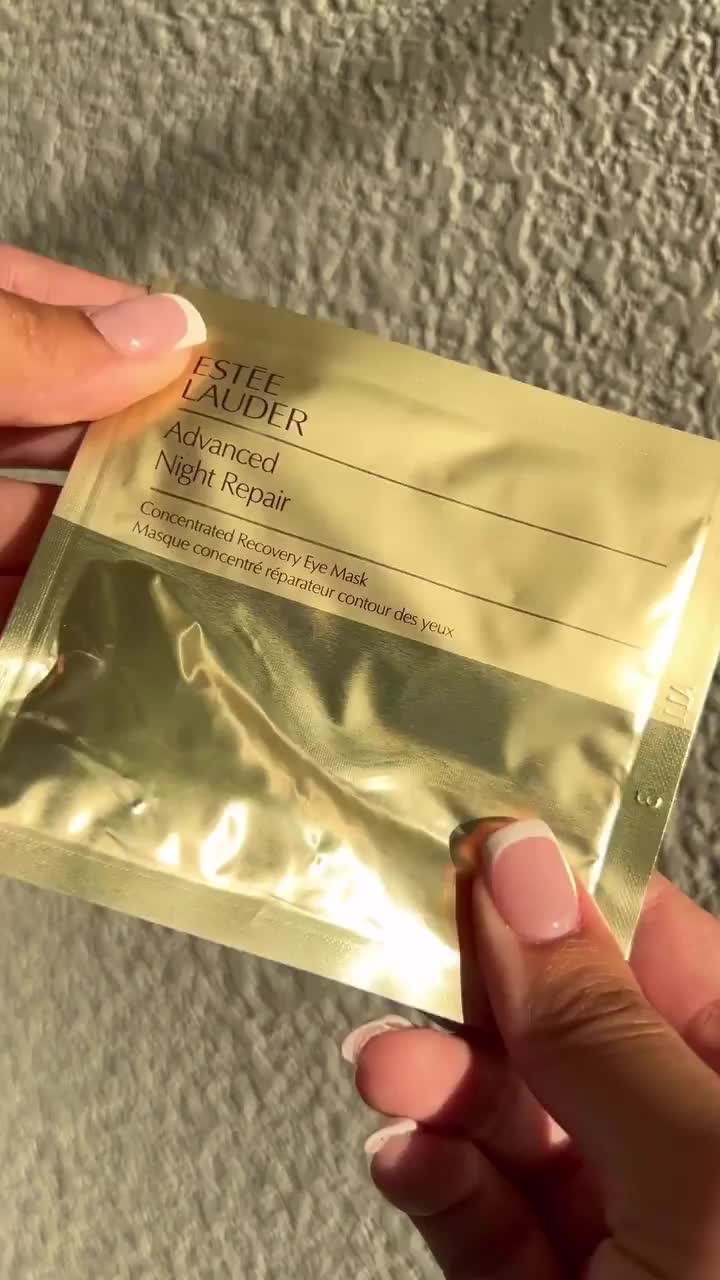 ESTĒE
LAUDER
Advanced
Night Repair
Concentrated Recovery Eye Mask
Masque concentré réparateur contour des yeux